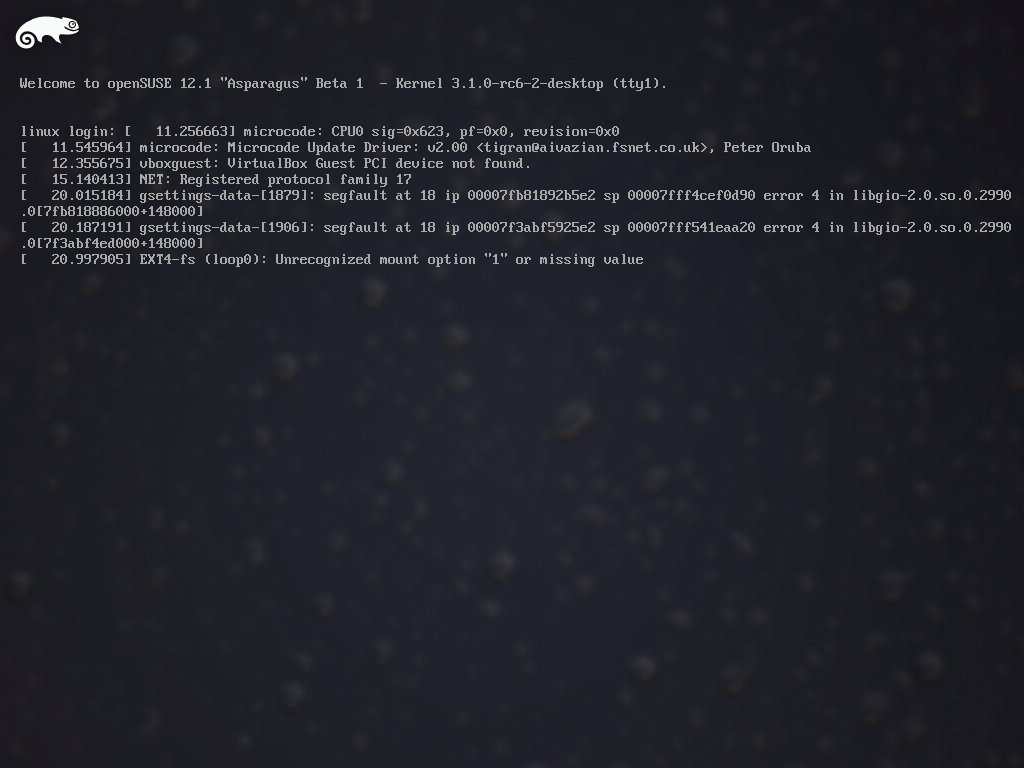 Welcome to openSUSE 12.1 "Asparagus" Beta 1  - Kernel 3.1.0-rc6-2-desktop (tty1).
linux login: [   11.256663] microcode: CPU0 sig=0x623, pf=0x0, revision=0x0
[   11.545964] microcode: Microcode Update Driver: v2.00 <tigran@aivazian.fsnet.co.uk>, Peter Oruba
[   12.355675] vboxguest: VirtualBox Guest PCI device not found.
[   15.140413] NET: Registered protocol family 17
[   20.015184] gsettings-data-[1879]: segfault at 18 ip 00007fb81892b5e2 sp 00007fff4cef0d90 error 4 in libgio-2.0.so.0.2990
.0[7fb818886000+148000]
[   20.187191] gsettings-data-[1906]: segfault at 18 ip 00007f3abf5925e2 sp 00007fff541eaa20 error 4 in libgio-2.0.so.0.2990
.0[7f3abf4ed000+148000]
[   20.997905] EXT4-fs (loop0): Unrecognized mount option "1" or missing value